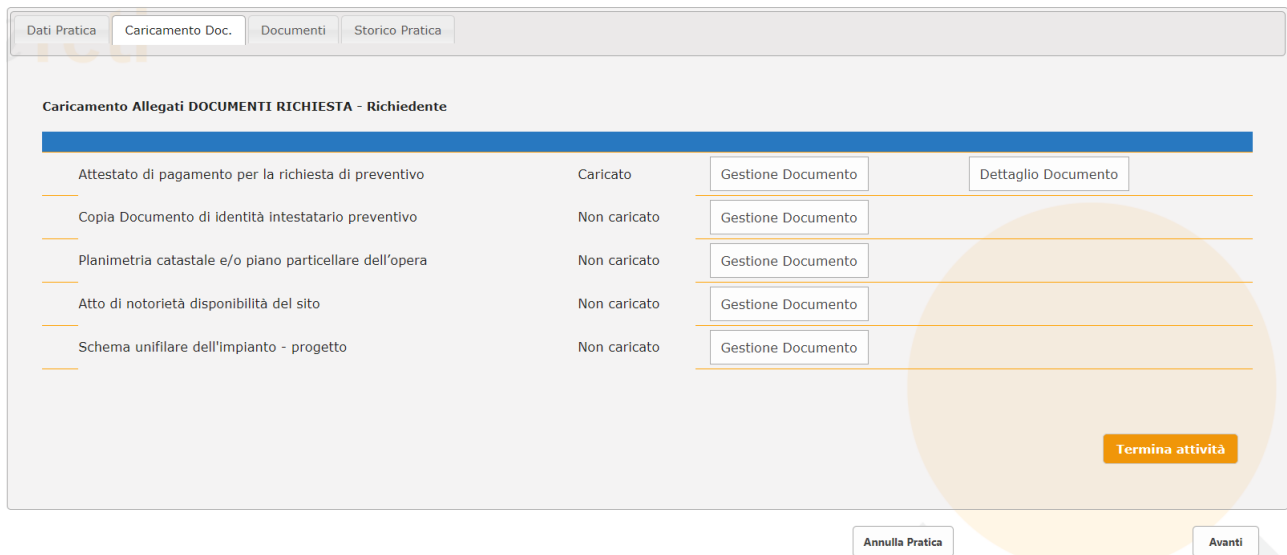 Dati Pratica Caricamento Doc. Documenti Storico Pratica
Caricamento Allegati DOCUMENTI RICHIESTA - Richiedente
Attestato di pagamento per la richiesta di preventivo Caricato Gestione Documento Dettaglio Documento
Copia Documento di identità intestatario preventivo Non caricato Gestione Documento
Planimetria catastale e/o piano particellare dell’opera Non caricato Gestione Documento
Atto di notorietà disponibilità del sito Non caricato Gestione Documento
Schema unifilare dell'impianto - progetto Non caricato Gestione Documento
Termina attività
Annulla Pratica Avanti